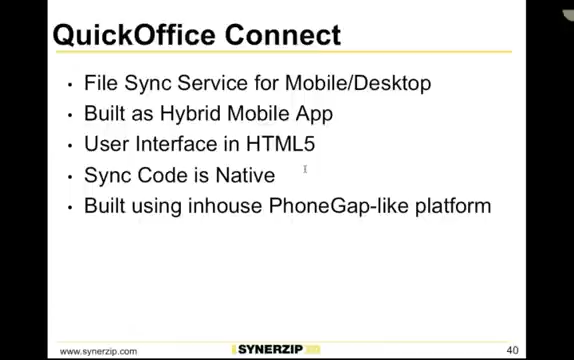 QuickOffice Connect
• File Sync Service for Mobile/Desktop
• Built as Hybrid Mobile App
• User Interface in HTML5
• Sync Code is Native
• Built using inhouse PhoneGap-like platform
www.synerzip.com
SYNERZIP
40